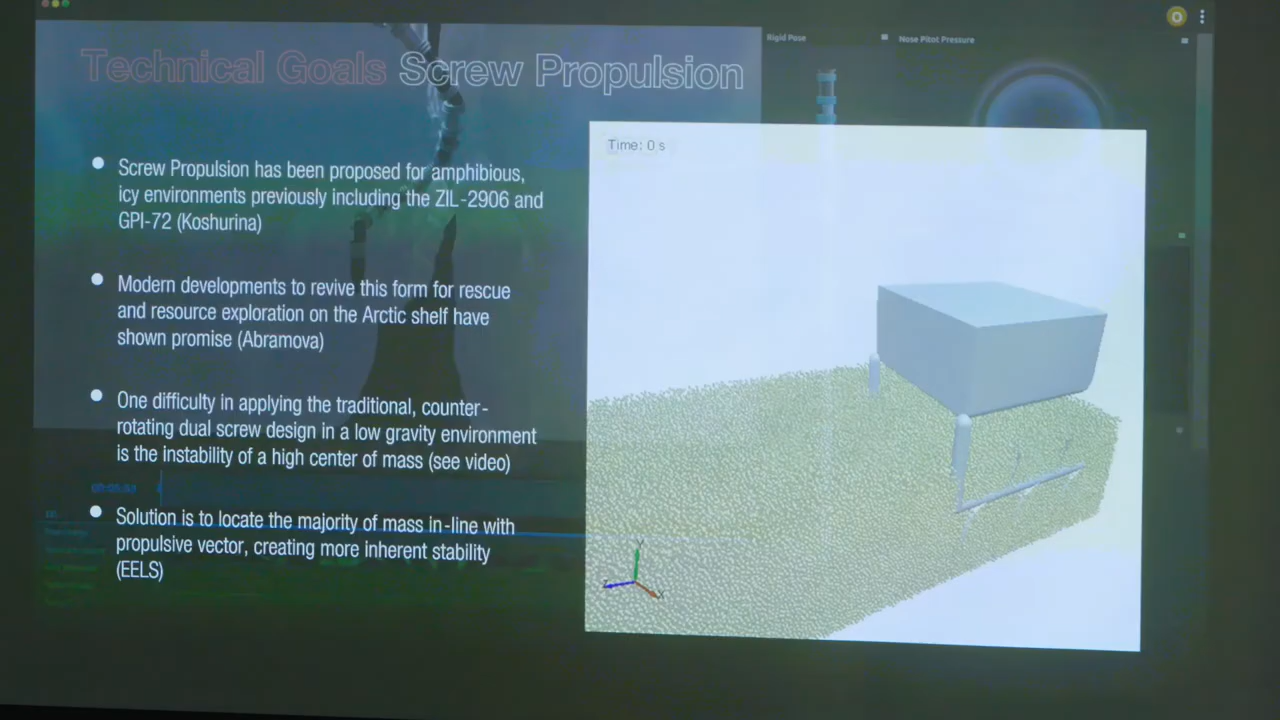 Technical Goals Screw Propulsion
Rigid Pose
Nose Pitot Pressure
Time: 0 s
Screw Propulsion has been proposed for amphibious,
icy environments previously including the ZIL-2906 and
GPI-72 (Koshurina)
Modern developments to revive this form for rescue
and resource exploration on the Arctic shelf have
shown promise (Abramova)
One difficulty in applying the traditional, counter-
rotating dual screw design in a low gravity environment
is the instability of a high center of mass (see video)
Solution is to locate the majority of mass in-line with
propulsive vector, creating more inherent stability
(EELS)
Y
Z
X